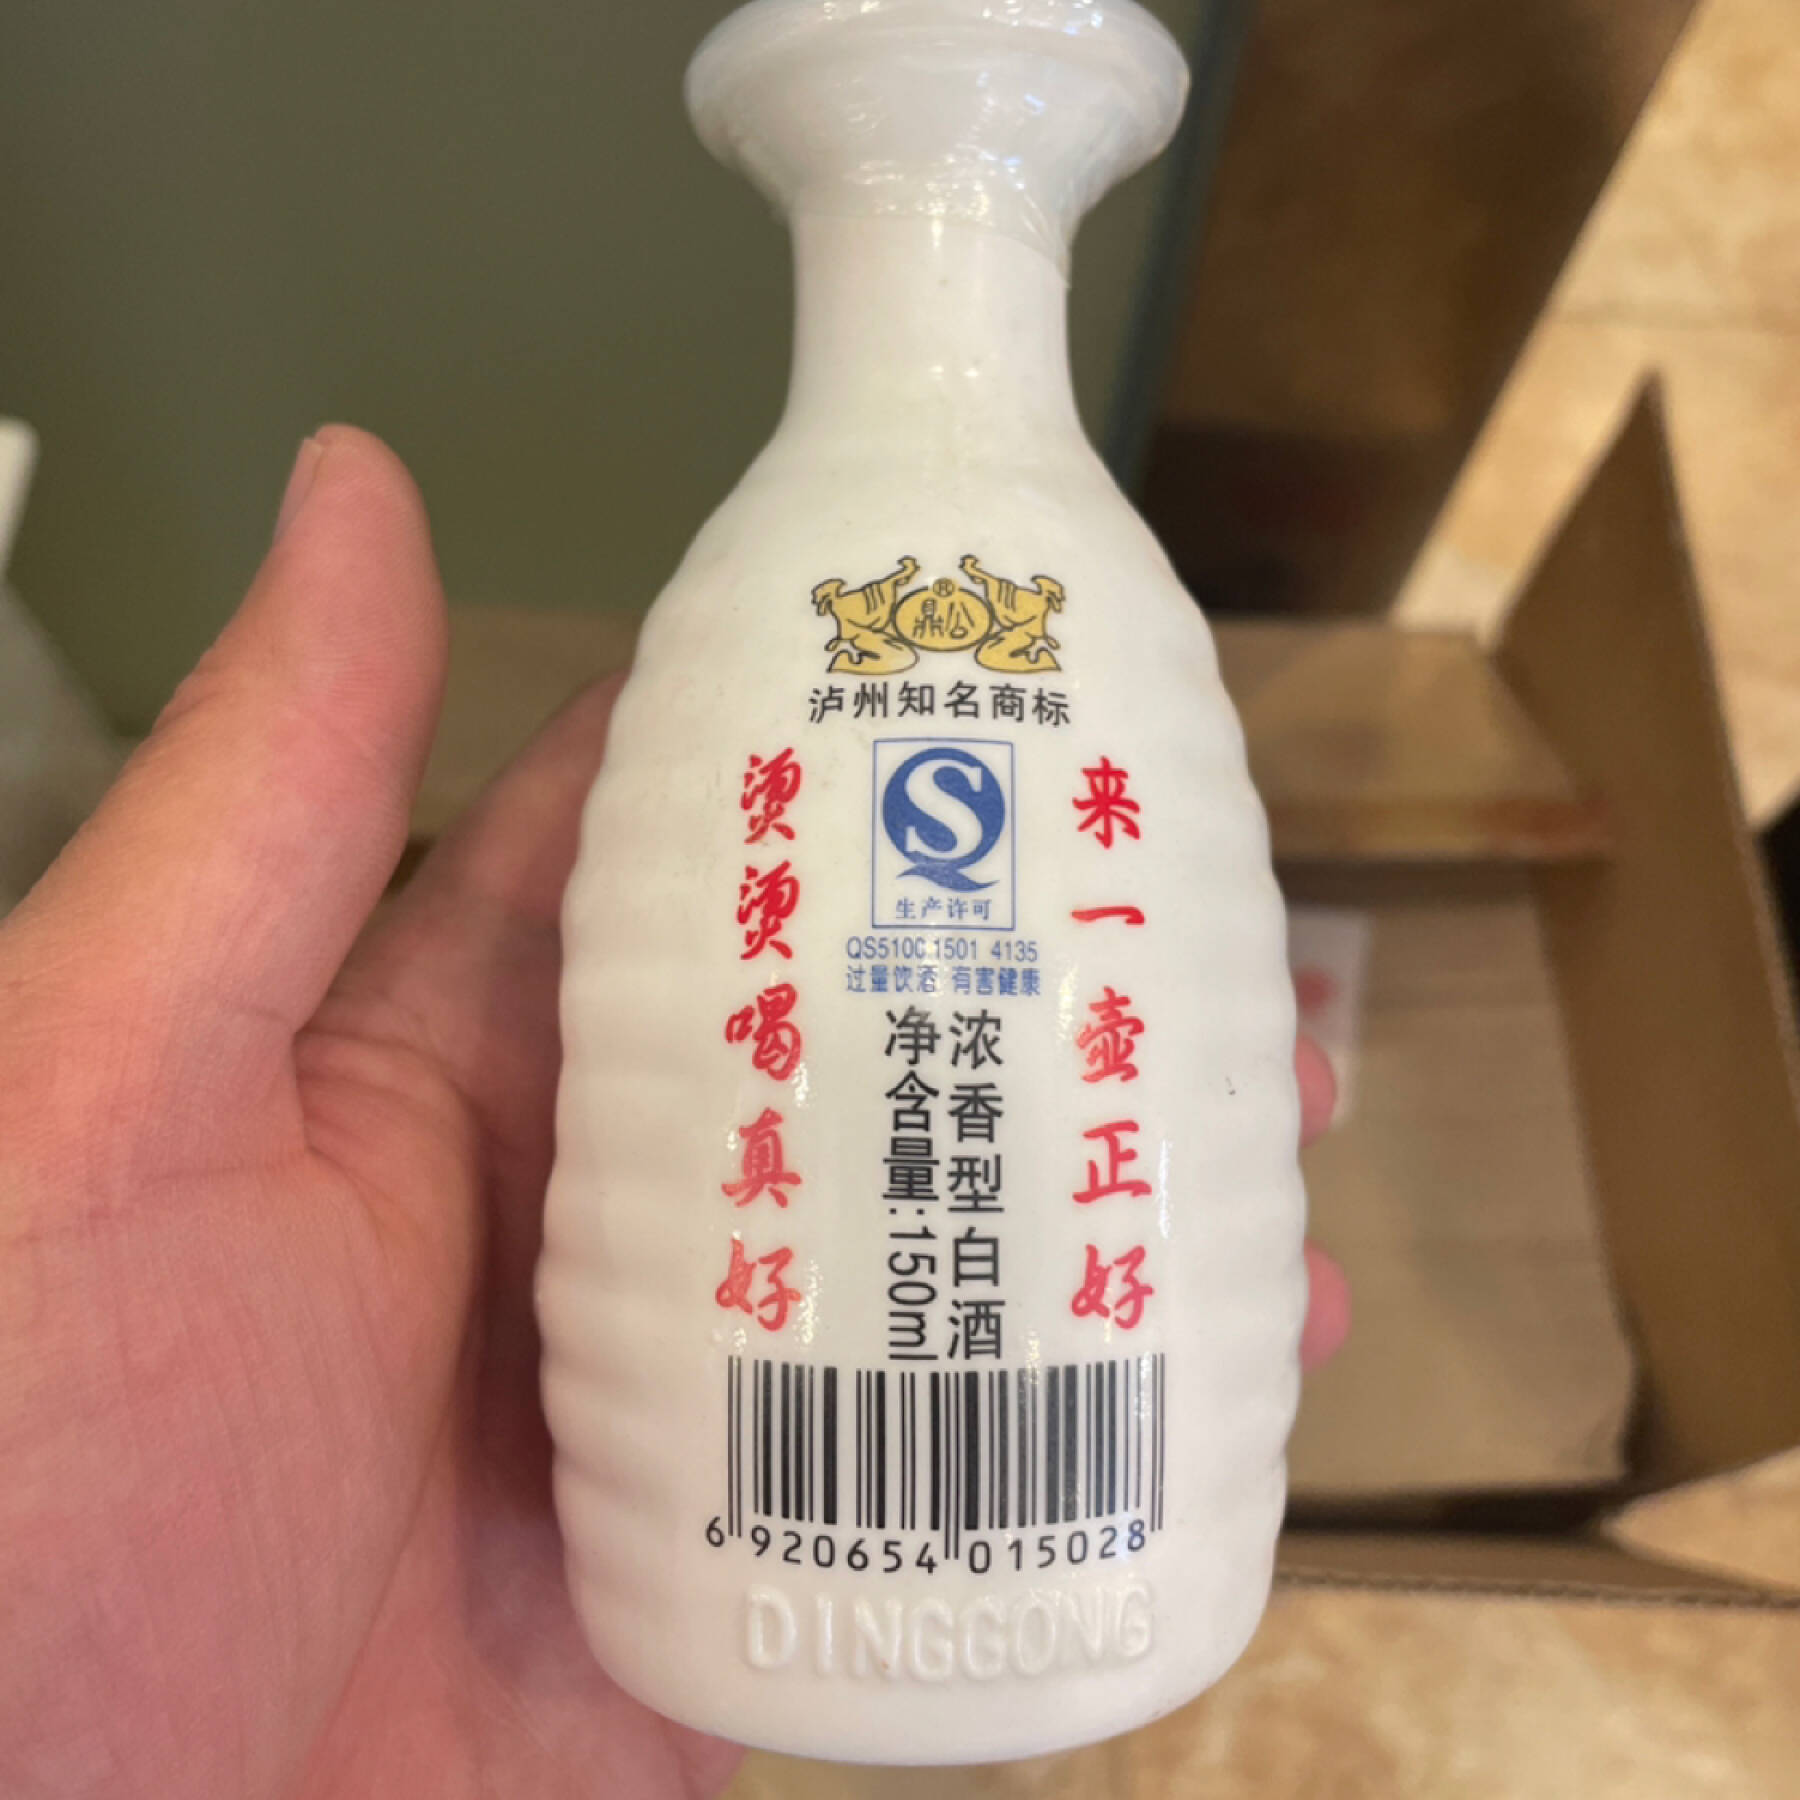 鼎公®
泸州知名商标
生产许可
QS5100 1501 4135
过量饮酒 有害健康
来一壶正好
烫烫喝真好
浓香型白酒
净含量:150ml
6 920654 015028
DINGGONG